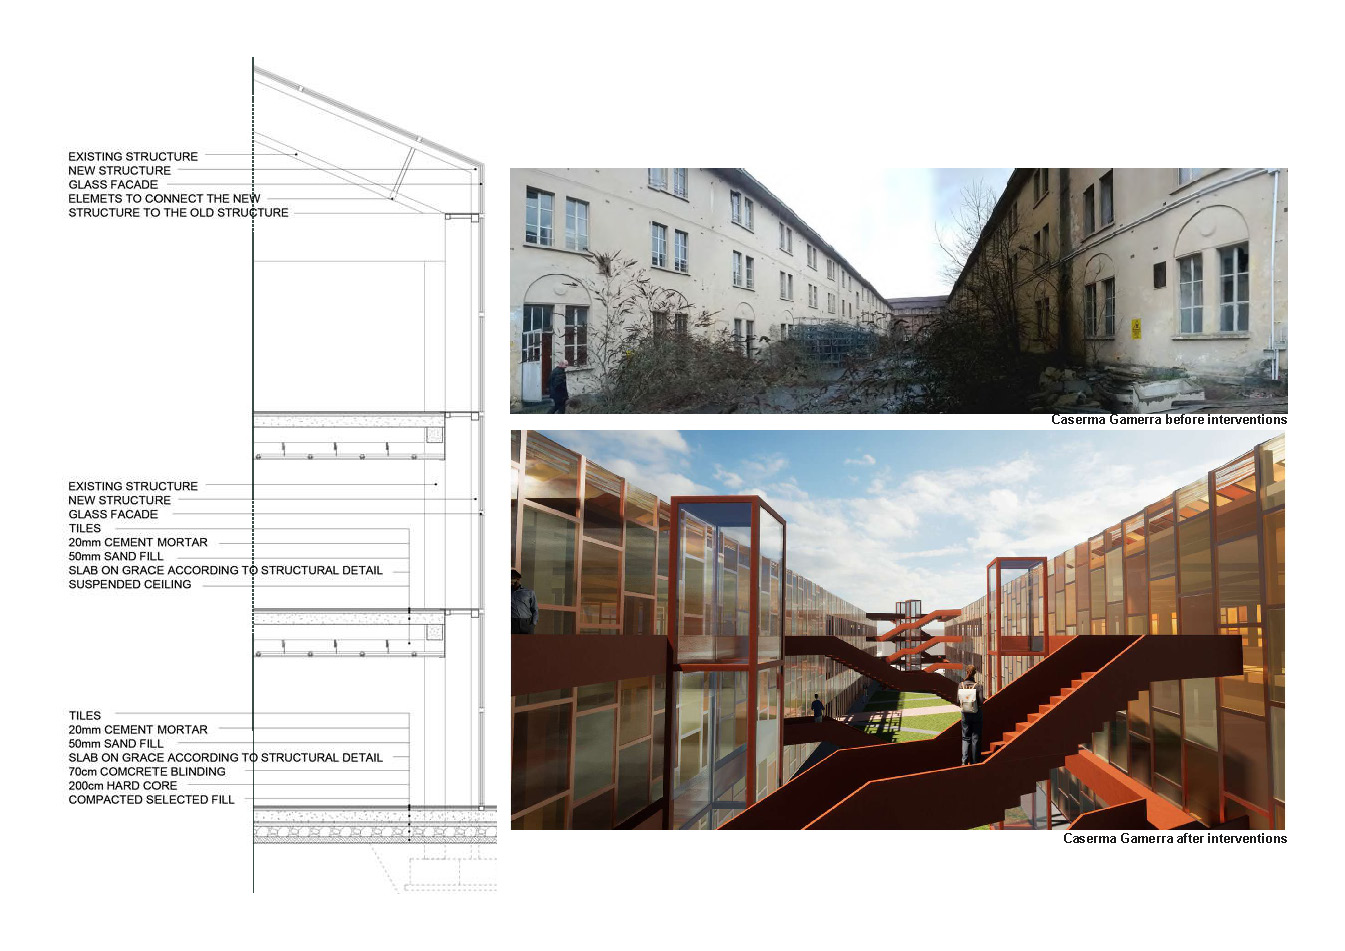 EXISTING STRUCTURE
NEW STRUCTURE
GLASS FACADE
ELEMETS TO CONNECT THE NEW
STRUCTURE TO THE OLD STRUCTURE
EXISTING STRUCTURE
NEW STRUCTURE
GLASS FACADE
TILES
20mm CEMENT MORTAR
50mm SAND FILL
SLAB ON GRACE ACCORDING TO STRUCTURAL DETAIL
SUSPENDED CEILING
TILES
20mm CEMENT MORTAR
50mm SAND FILL
SLAB ON GRACE ACCORDING TO STRUCTURAL DETAIL
70cm COMCRETE BLINDING
200cm HARD CORE
COMPACTED SELECTED FILL
Caserma Gamerra before interventions
Caserma Gamerra after interventions